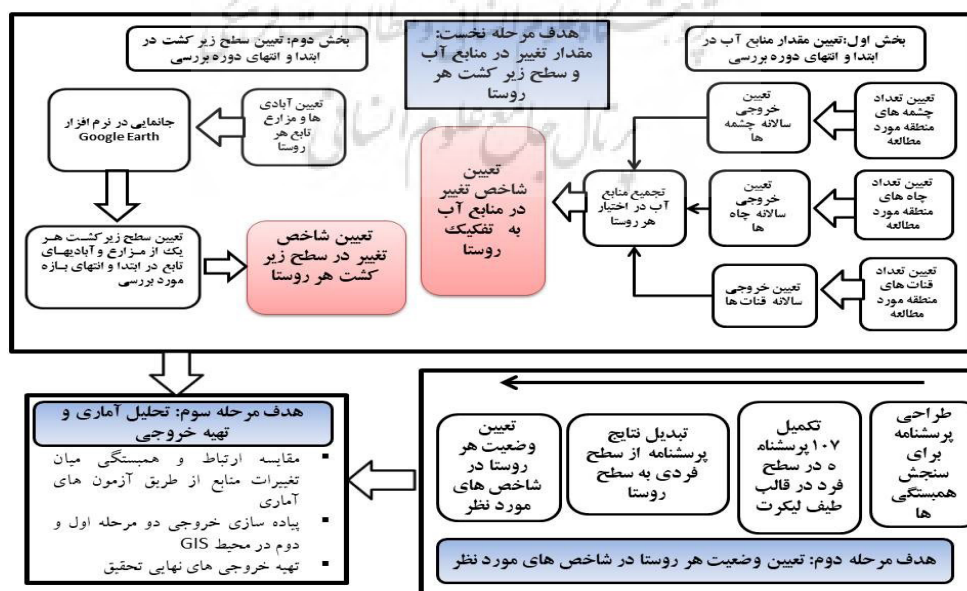 پژوهشگاه علوم انسانی و مطالعات فرهنگی
پرتال جامع علوم انسانی
هدف مرحله نخست:
مقدار تغییر در منابع آب
و سطح زیر کشت هر
روستا
بخش اول:تعیین مقدار منابع آب در
ابتدا و انتهای دوره بررسی
تعیین تعداد
چشمه های
منطقه مورد
مطالعه
تعیین
خروجی
سالانه چشمه
ها
تعیین تعداد
چاه های
منطقه مورد
مطالعه
تعیین
خروجی
سالانه چاه
ها
تعیین تعداد
قنات های
منطقه مورد
مطالعه
تعیین خروجی
سالانه قنات ها
تجمیع منابع
آب در اختیار
هر روستا
تعیین
شاخص تغییر
در منابع آب
به تفکیک
روستا
بخش دوم: تعیین سطح زیر کشت در
ابتدا و انتهای دوره بررسی
تعیین آبادی
ها و مزارع
تابع هر
روستا
جانمایی در نرم افزار
Google Earth
تعیین سطح زیر کشت هر
یک از مزارع و آبادیهای
تابع در ابتدا و انتهای بازه
مورد بررسی
تعیین شاخص
تغییر در سطح زیر
کشت هر روستا
طراحی
پرسشنامه
برای
سنجش
همبستگی
ها
تکمیل
۱۰۷ پرسشنام
ه در سطح
فرد در قالب
طیف لیکرت
تبدیل نتایج
پرسشنامه از سطح
فردی به سطح
روستا
تعیین
وضعیت هر
روستا در
شاخص های
مورد نظر
هدف مرحله دوم: تعیین وضعیت هر روستا در شاخص های مورد نظر
هدف مرحله سوم: تحلیل آماری و
تهیه خروجی
▪ مقایسه ارتباط و همبستگی میان
تغییرات منابع از طریق آزمون های
آماری
▪ پیاده سازی خروجی دو مرحله اول و
دوم در محیط GIS
▪ تهیه خروجی های نهایی تحقیق